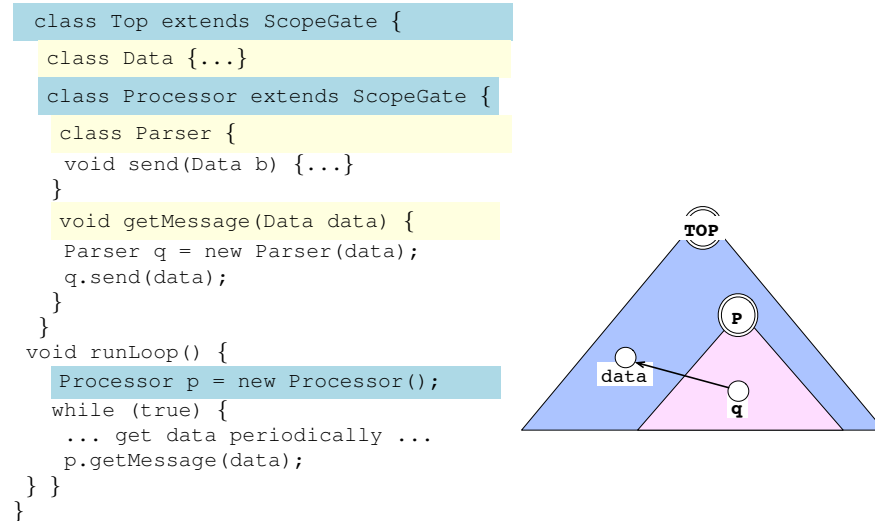 class Top extends ScopeGate {
class Data {...}
class Processor extends ScopeGate {
class Parser {
void send(Data b) {...}
}
void getMessage(Data data) {
Parser q = new Parser(data);
q.send(data);
}
}
void runLoop() {
Processor p = new Processor();
while (true) {
... get data periodically ...
p.getMessage(data);
} }
}
TOP
P
data
q